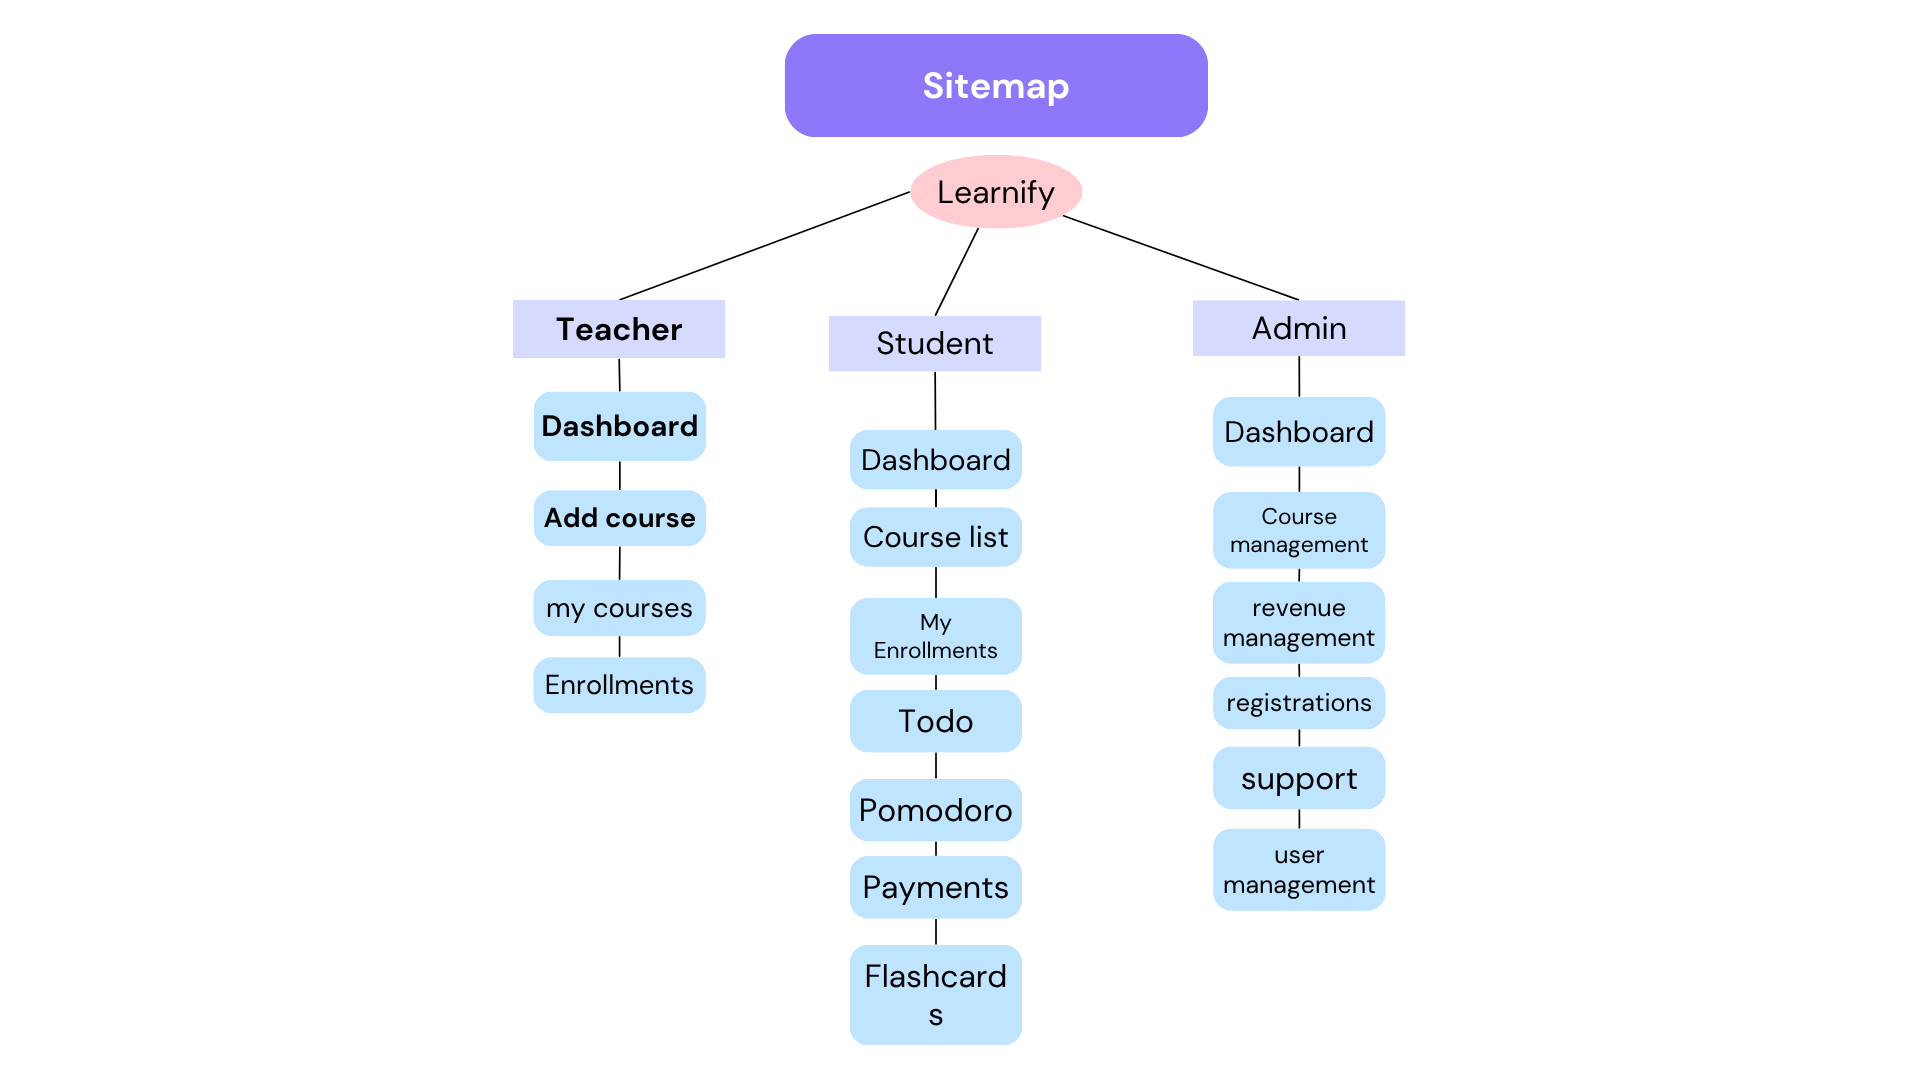 Sitemap
Learnify
Teacher
Dashboard
Add course
my courses
Enrollments
Student
Dashboard
Course list
My
Enrollments
Todo
Pomodoro
Payments
Flashcard
s
Admin
Dashboard
Course
management
revenue
management
registrations
support
user
management